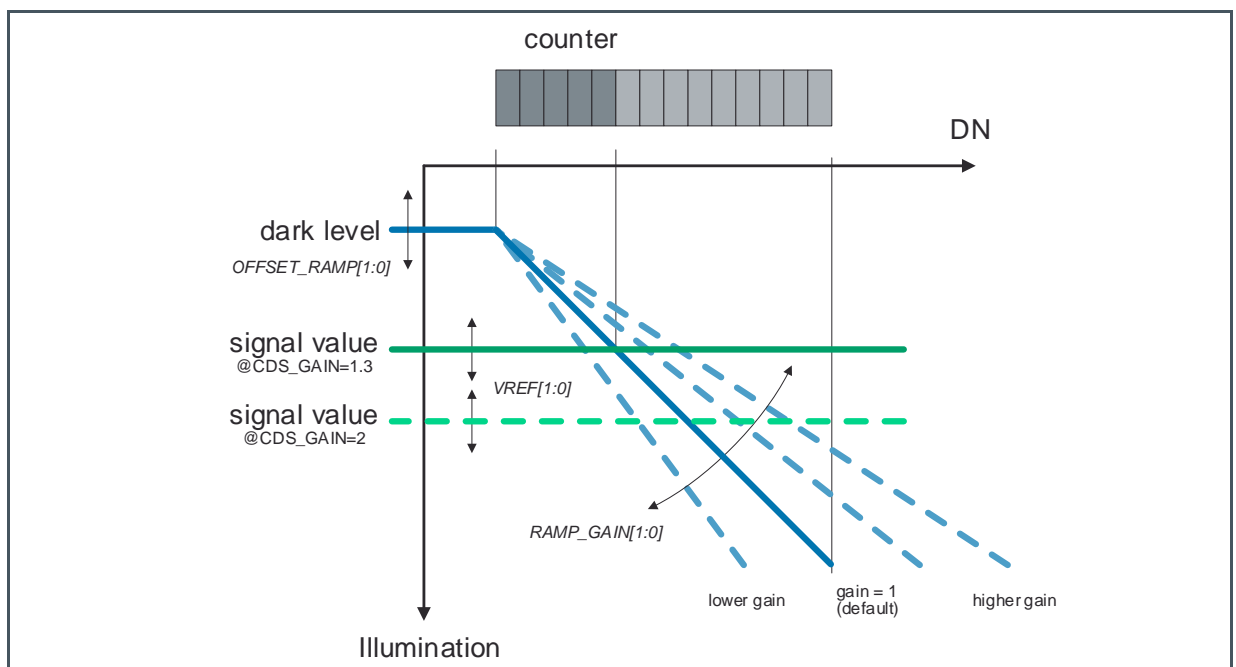 counter
DN
dark level
OFFSET_RAMP[1:0]
signal value
@CDS_GAIN=1.3
VREF[1:0]
signal value
@CDS_GAIN=2
RAMP_GAIN[1:0]
lower gain
gain = 1
(default)
higher gain
Illumination